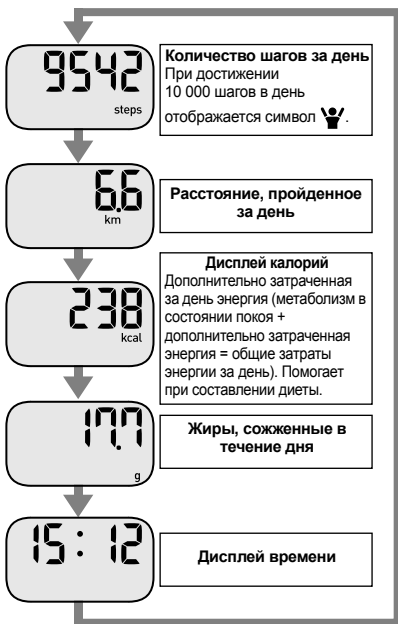 9542
steps
Количество шагов за день
При достижении
10 000 шагов в день
отображается символ .
6.6
km
Расстояние, пройденное
за день
238
kcal
Дисплей калорий
Дополнительно затраченная
за день энергия (метаболизм в
состоянии покоя +
дополнительно затраченная
энергия = общие затраты
энергии за день). Помогает
при составлении диеты.
17.7
g
Жиры, сожженные в
течение дня
15:12
Дисплей времени